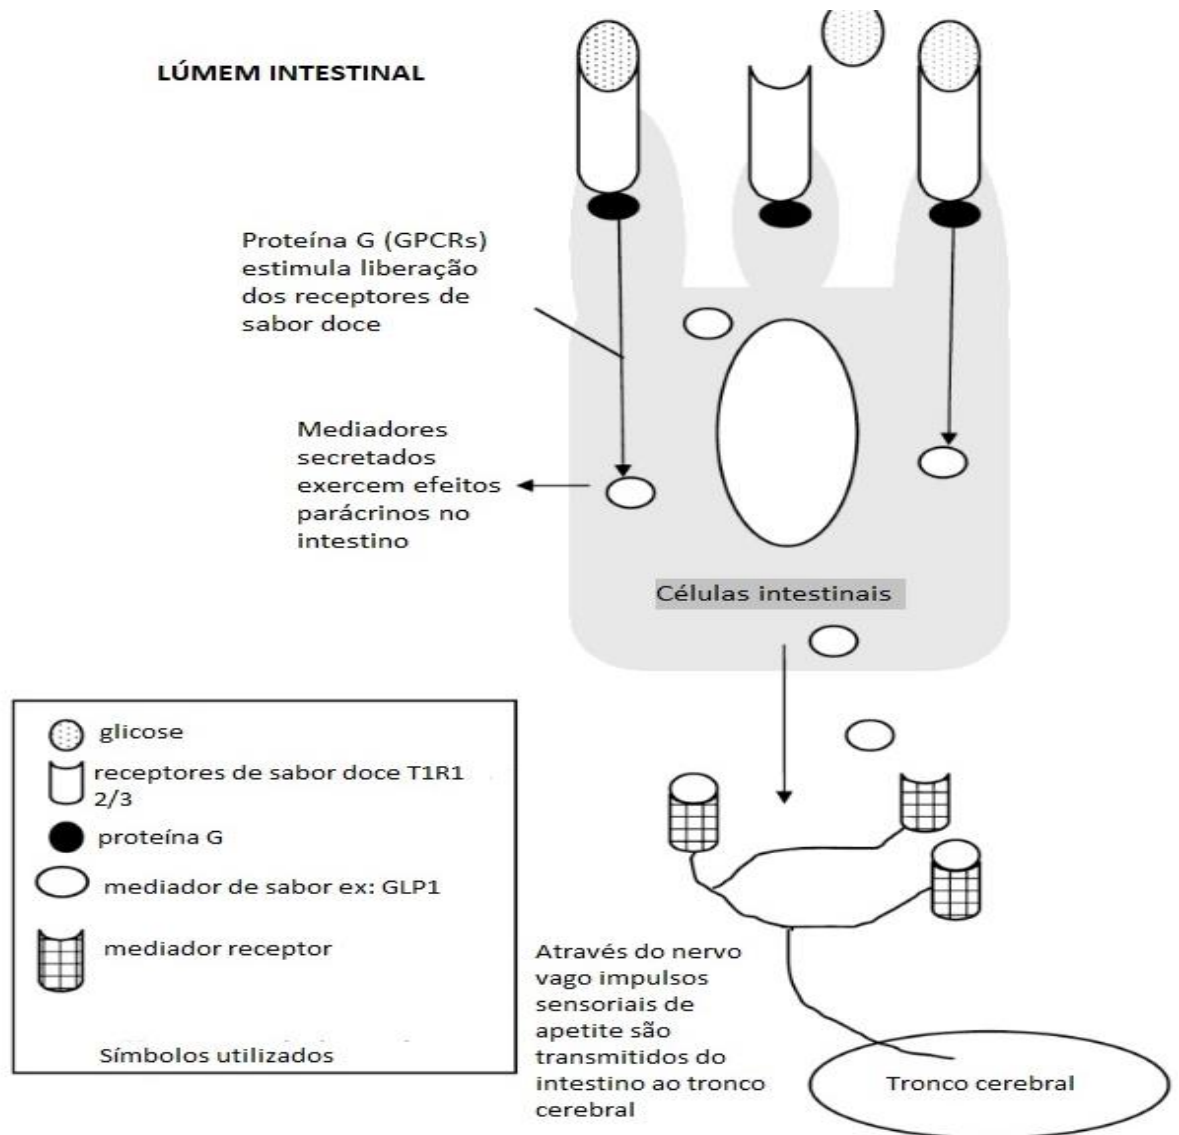 LÚMEM INTESTINAL
Proteína G (GPCRs)
estimula liberação
dos receptores de
sabor doce
Mediadores
secretados
exercem efeitos
parácrinos no
intestino
Células intestinais
glicose
receptores de sabor doce T1R1
2/3
proteína G
mediador de sabor ex: GLP1
mediador receptor
Símbolos utilizados
Através do nervo
vago impulsos
sensoriais de
apetite são
transmitidos do
intestino ao tronco
cerebral
Tronco cerebral